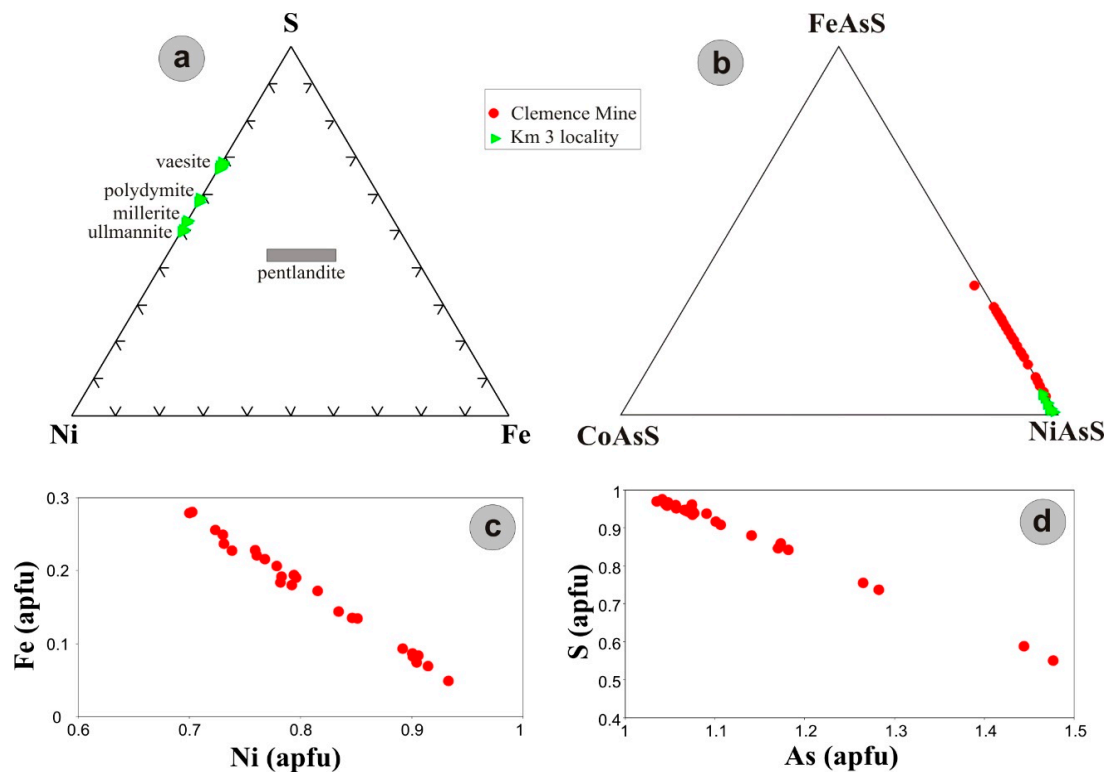 a
S
vaesite
polydymite
millerite
ullmannite
pentlandite
Ni
Fe
b
FeAsS
Clemence Mine
Km 3 locality
CoAsS
NiAsS
c
0.3
0.2
0.1
0
Fe (apfu)
0.6
0.7
0.8
0.9
1
Ni (apfu)
d
1
0.9
0.8
0.7
0.6
0.5
0.4
S (apfu)
1
1.1
1.2
1.3
1.4
1.5
As (apfu)